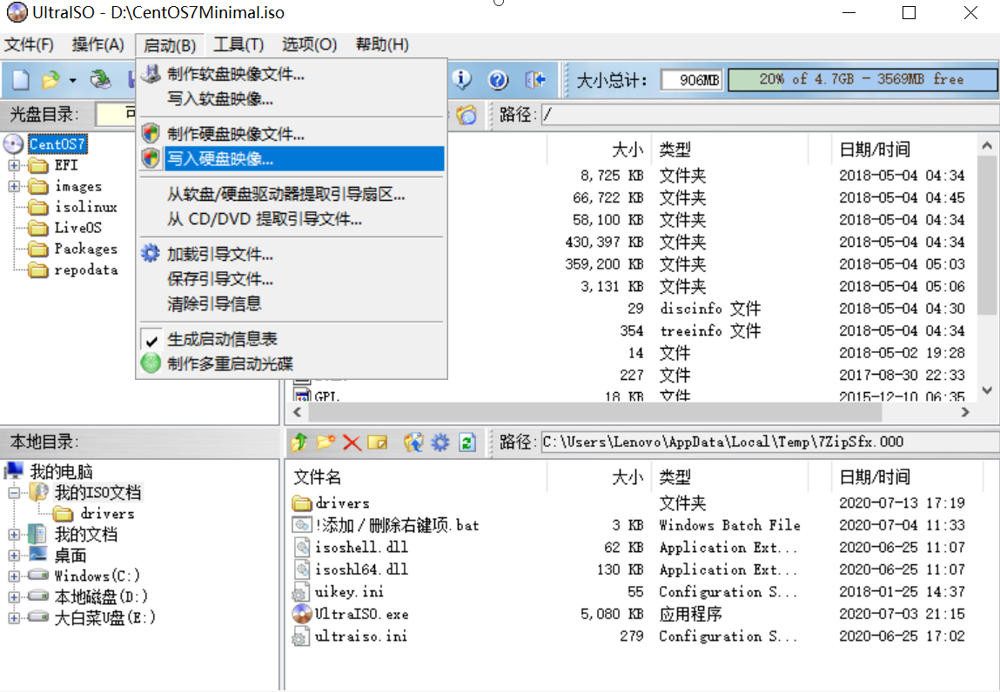 UltraISO - D:\CentOS7Minimal.iso
文件(F) 操作(A) 启动(B) 工具(T) 选项(O) 帮助(H)
大小总计: 906MB 20% of 4.7GB - 3569MB free
光盘目录: 可
路径: /
制作软盘映像文件...
写入软盘映像...
制作硬盘映像文件...
写入硬盘映像...
从软盘/硬盘驱动器提取引导扇区...
从 CD/DVD 提取引导文件...
加载引导文件...
保存引导文件...
清除引导信息
生成启动信息表
制作多重启动光碟
CentOS7
EFI
images
isolinux
LiveOS
Packages
repodata
大小 类型 日期/时间
8,725 KB 文件夹 2018-05-04 04:34
66,722 KB 文件夹 2018-05-04 04:45
58,100 KB 文件夹 2018-05-04 04:34
430,397 KB 文件夹 2018-05-04 04:34
359,200 KB 文件夹 2018-05-04 05:03
3,131 KB 文件夹 2018-05-04 05:06
29 discinfo 文件 2018-05-04 04:30
354 treeinfo 文件 2018-05-04 04:34
14 文件 2018-05-02 19:28
227 文件 2017-08-30 22:33
GPL 18 KB 文件 2015-12-10 06:35
本地目录:
路径: C:\Users\Lenovo\AppData\Local\Temp\7ZipSfx.000
我的电脑
我的ISO文档
drivers
我的文档
桌面
Windows(C:)
本地磁盘(D:)
大白菜U盘(E:)
文件名 大小 类型 日期/时间
drivers 文件夹 2020-07-13 17:19
!添加/删除右键项.bat 3 KB Windows Batch File 2020-07-04 11:33
isoshell.dll 62 KB Application Ext... 2020-06-25 11:07
isoshl64.dll 130 KB Application Ext... 2020-06-25 11:07
uikey.ini 55 Configuration S... 2018-01-25 14:37
UltraISO.exe 5,080 KB 应用程序 2020-07-03 21:15
ultraiso.ini 279 Configuration S... 2020-06-25 17:02